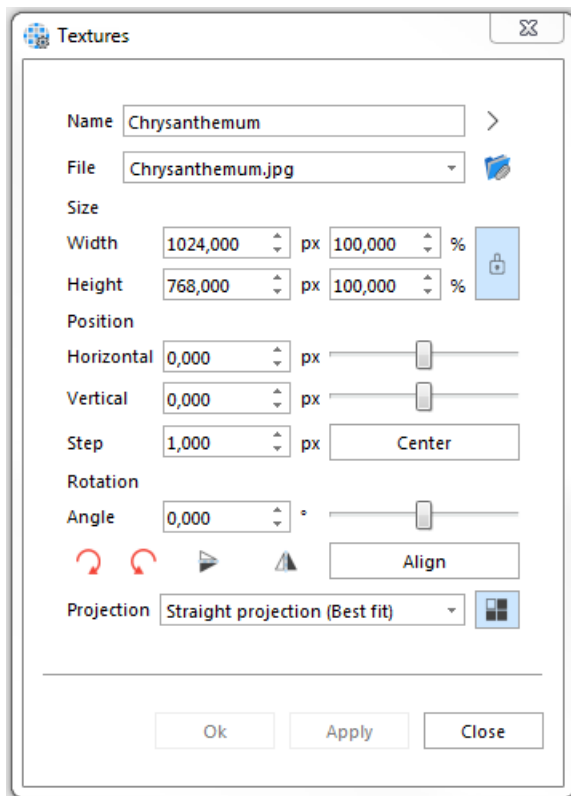 Textures
Name Chrysanthemum
File Chrysanthemum.jpg
Size
Width 1024,000 px 100,000 %
Height 768,000 px 100,000 %
Position
Horizontal 0,000 px
Vertical 0,000 px
Step 1,000 px Center
Rotation
Angle 0,000 °
Align
Projection Straight projection (Best fit)
Ok Apply Close